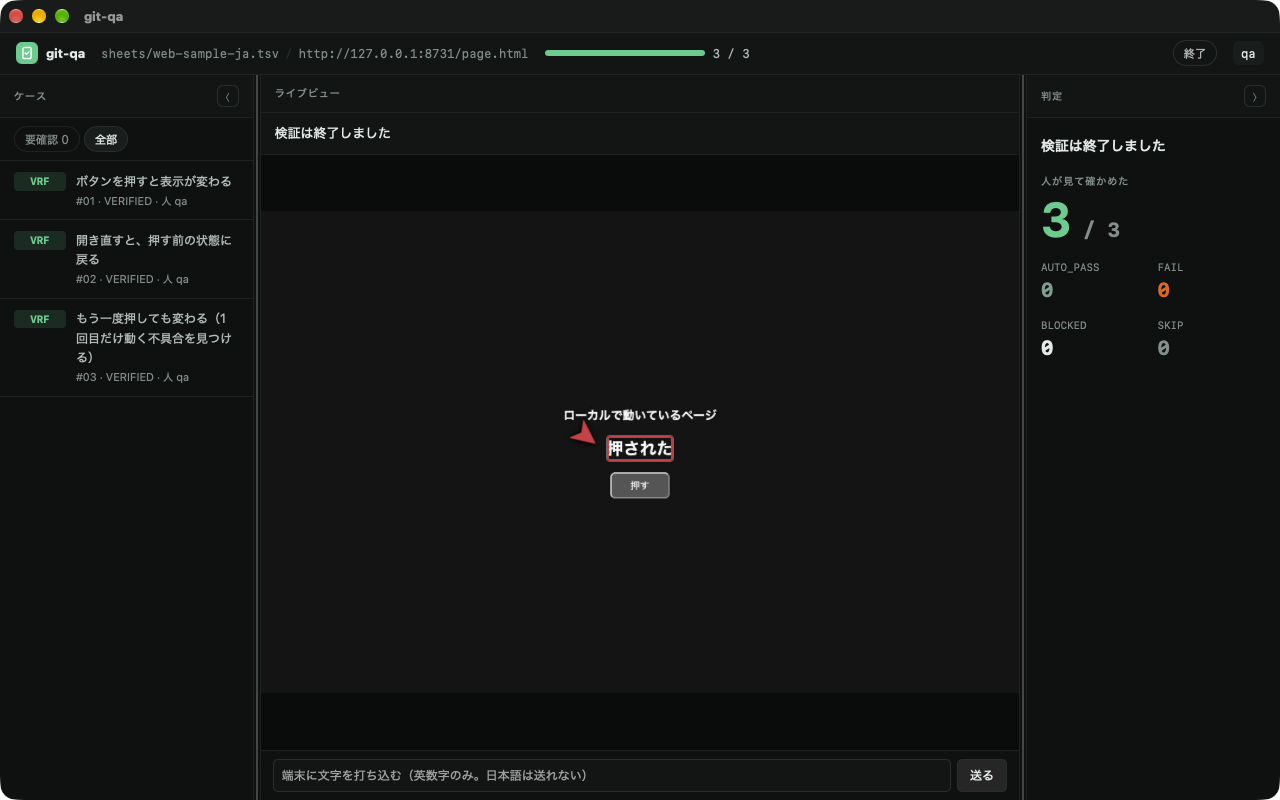 git-qa
git-qa sheets/web-sample-ja.tsv / http://127.0.0.1:8731/page.html 3 / 3 終了 qa
ケース
要確認 0 全部
VRF ボタンを押すと表示が変わる
#01 · VERIFIED · 人 qa
VRF 開き直すと、押す前の状態に
戻る
#02 · VERIFIED · 人 qa
VRF もう一度押しても変わる（1
回目だけ動く不具合を見つけ
る）
#03 · VERIFIED · 人 qa
ライブビュー
検証は終了しました
ローカルで動いているページ
押された
押す
端末に文字を打ち込む（英数字のみ。日本語は送れない） 送る
判定
検証は終了しました
人が見て確かめた
3 / 3
AUTO_PASS FAIL
0 0
BLOCKED SKIP
0 0